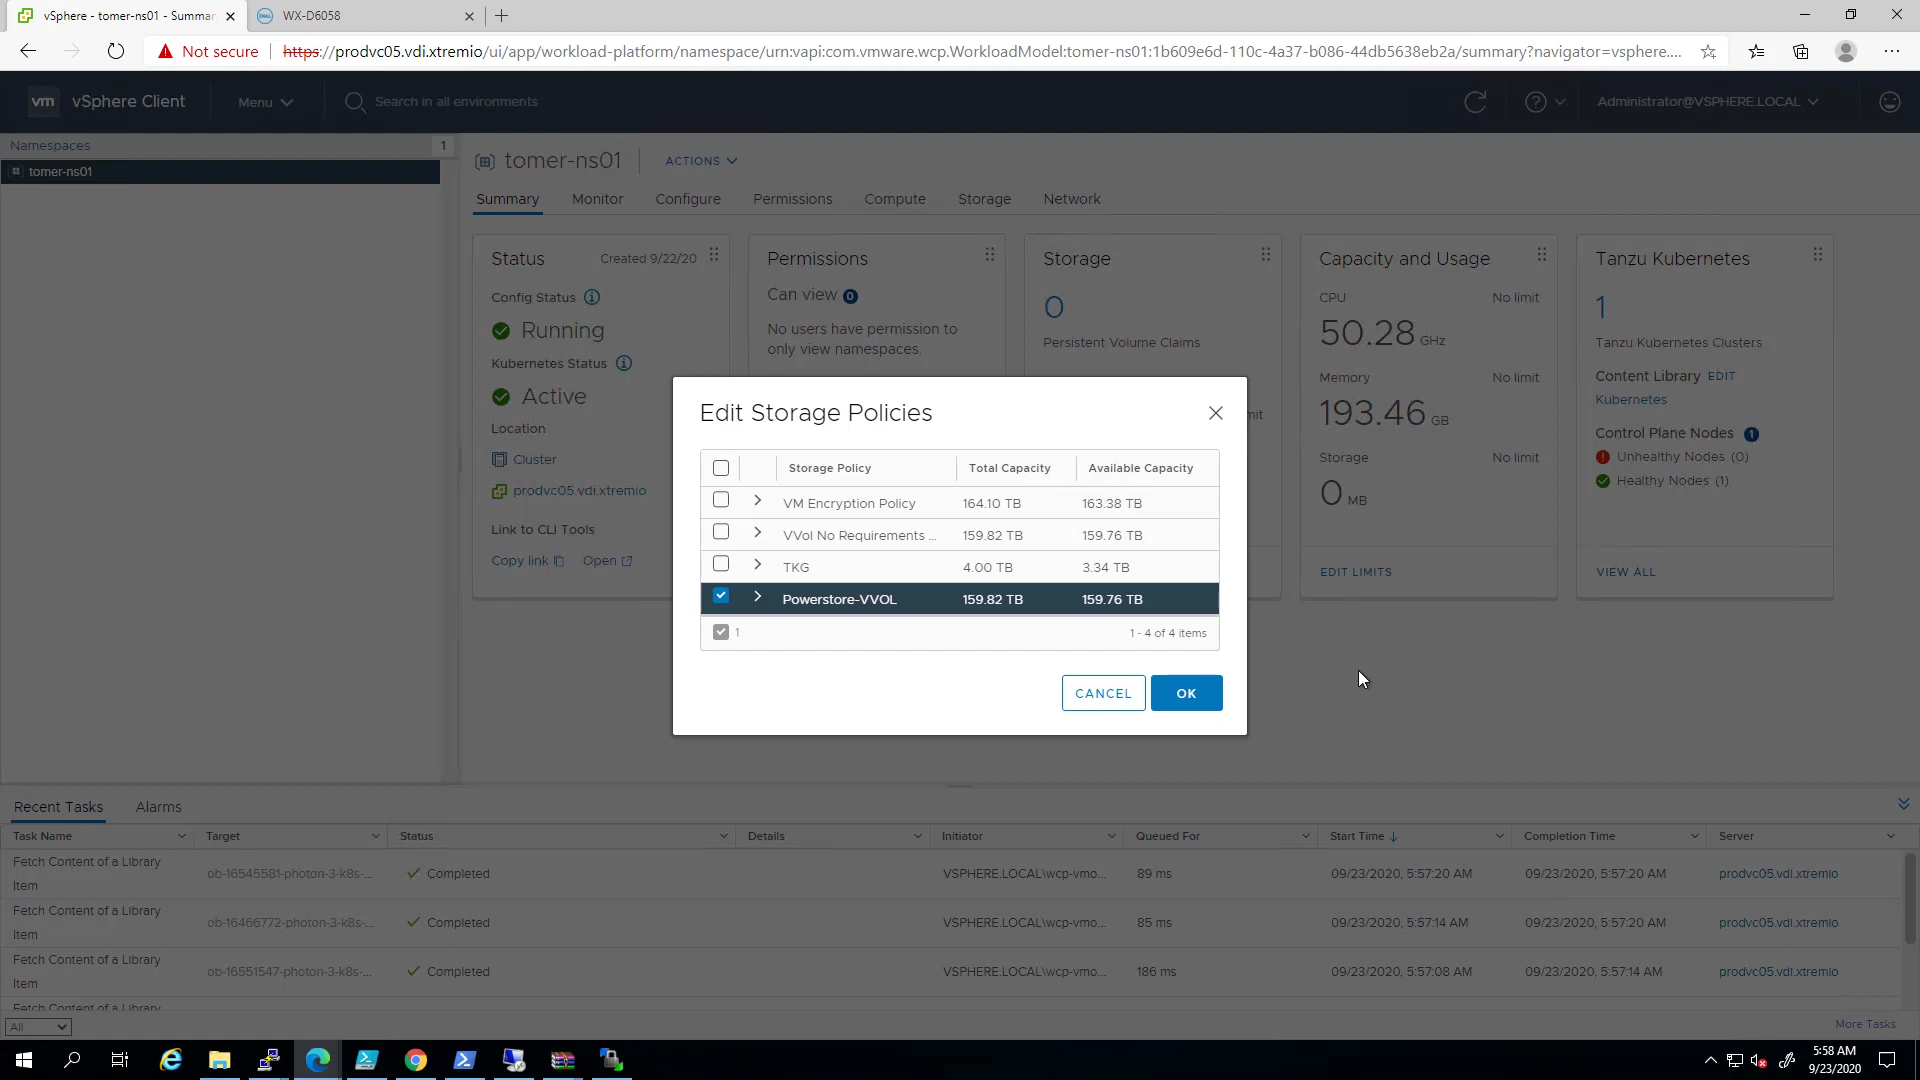 vSphere - tomer-ns01 - Summar
WX-D6058
Not secure
https://prodvc05.vdi.xtremio/ui/app/workload-platform/namespace/urn:vapi:com.vmware.wcp.WorkloadModel:tomer-ns01:1b609e6d-110c-4a37-b086-44db5638eb2a/summary?navigator=vsphere....
vm vSphere Client
Menu
Search in all environments
Administrator@VSPHERE.LOCAL
Namespaces
1
tomer-ns01
tomer-ns01
ACTIONS
Summary Monitor Configure Permissions Compute Storage Network
Status
Created 9/22/20
Config Status
Running
Kubernetes Status
Active
Location
Cluster
prodvc05.vdi.xtremio
Link to CLI Tools
Copy link
Open
Permissions
Can view 0
No users have permission to
only view namespaces.
Storage
0
Persistent Volume Claims
mit
Capacity and Usage
CPU
No limit
50.28 GHz
Memory
No limit
193.46 GB
Storage
No limit
0 MB
EDIT LIMITS
Tanzu Kubernetes
1
Tanzu Kubernetes Clusters
Content Library EDIT
Kubernetes
Control Plane Nodes 1
Unhealthy Nodes (0)
Healthy Nodes (1)
VIEW ALL
Edit Storage Policies
Storage Policy Total Capacity Available Capacity
VM Encryption Policy 164.10 TB 163.38 TB
VVol No Requirements ... 159.82 TB 159.76 TB
TKG 4.00 TB 3.34 TB
Powerstore-VVOL 159.82 TB 159.76 TB
1
1 - 4 of 4 items
CANCEL
OK
Recent Tasks Alarms
Task Name Target Status Details Initiator Queued For Start Time Completion Time Server
Fetch Content of a Library
Item
ob-16545581-photon-3-k8s-... Completed VSPHERE.LOCAL\wcp-vmo... 89 ms 09/23/2020, 5:57:20 AM 09/23/2020, 5:57:20 AM prodvc05.vdi.xtremio
Fetch Content of a Library
Item
ob-16466772-photon-3-k8s-... Completed VSPHERE.LOCAL\wcp-vmo... 85 ms 09/23/2020, 5:57:14 AM 09/23/2020, 5:57:20 AM prodvc05.vdi.xtremio
Fetch Content of a Library
Item
ob-16551547-photon-3-k8s-... Completed VSPHERE.LOCAL\wcp-vmo... 186 ms 09/23/2020, 5:57:08 AM 09/23/2020, 5:57:14 AM prodvc05.vdi.xtremio
Fetch Content of a Library
All
More Tasks
5:58 AM
9/23/2020